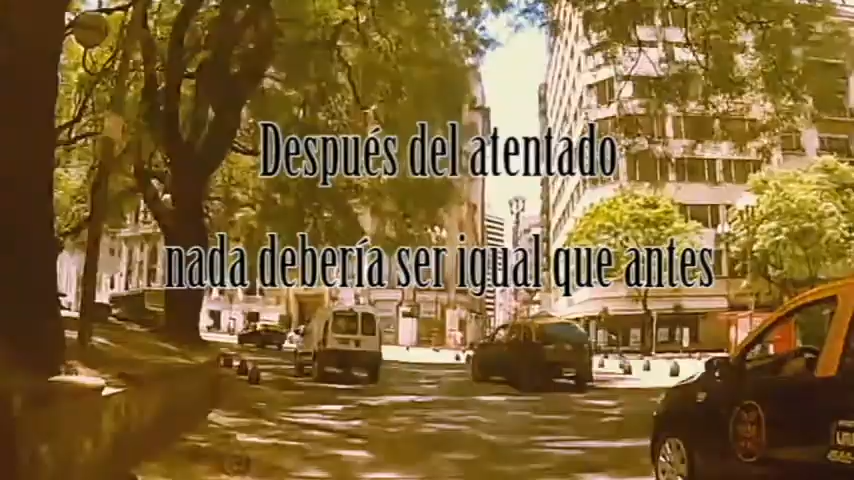 Después del atentado
nada debería ser igual que antes